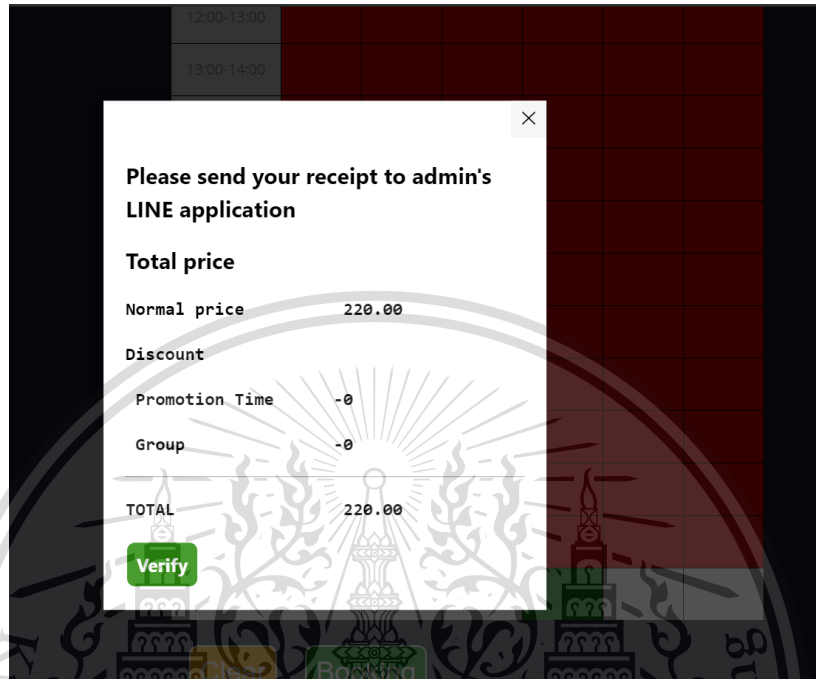 12:00-13:00
13:00-14:00
Please send your receipt to admin's
LINE application
Total price
Normal price 220.00
Discount
Promotion Time -0
Group -0
TOTAL 220.00
Verify
Clear Booking